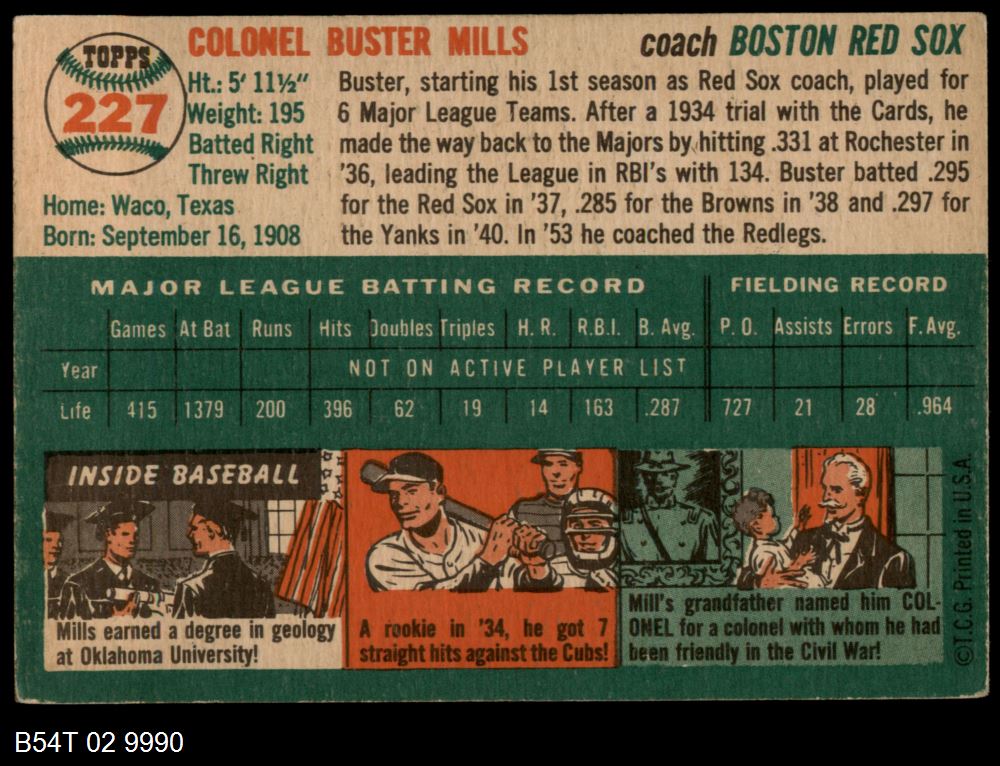 TOPPS
227
COLONEL BUSTER MILLS
coach BOSTON RED SOX
Ht.: 5' 11½"
Weight: 195
Batted Right
Threw Right
Home: Waco, Texas
Born: September 16, 1908
Buster, starting his 1st season as Red Sox coach, played for
6 Major League Teams. After a 1934 trial with the Cards, he
made the way back to the Majors by hitting .331 at Rochester in
'36, leading the League in RBI's with 134. Buster batted .295
for the Red Sox in '37, .285 for the Browns in '38 and .297 for
the Yanks in '40. In '53 he coached the Redlegs.
MAJOR LEAGUE BATTING RECORD FIELDING RECORD
Games At Bat Runs Hits Doubles Triples H. R. R.B.I. B. Avg. P. O. Assists Errors F. Avg.
Year NOT ON ACTIVE PLAYER LIST
Life 415 1379 200 396 62 19 14 163 .287 727 21 28 .964
INSIDE BASEBALL
Mills earned a degree in geology
at Oklahoma University!
A rookie in '34, he got 7
straight hits against the Cubs!
Mill's grandfather named him COL-
ONEL for a colonel with whom he had
been friendly in the Civil War!
©T.C.G. Printed in U.S.A.
B54T 02 9990